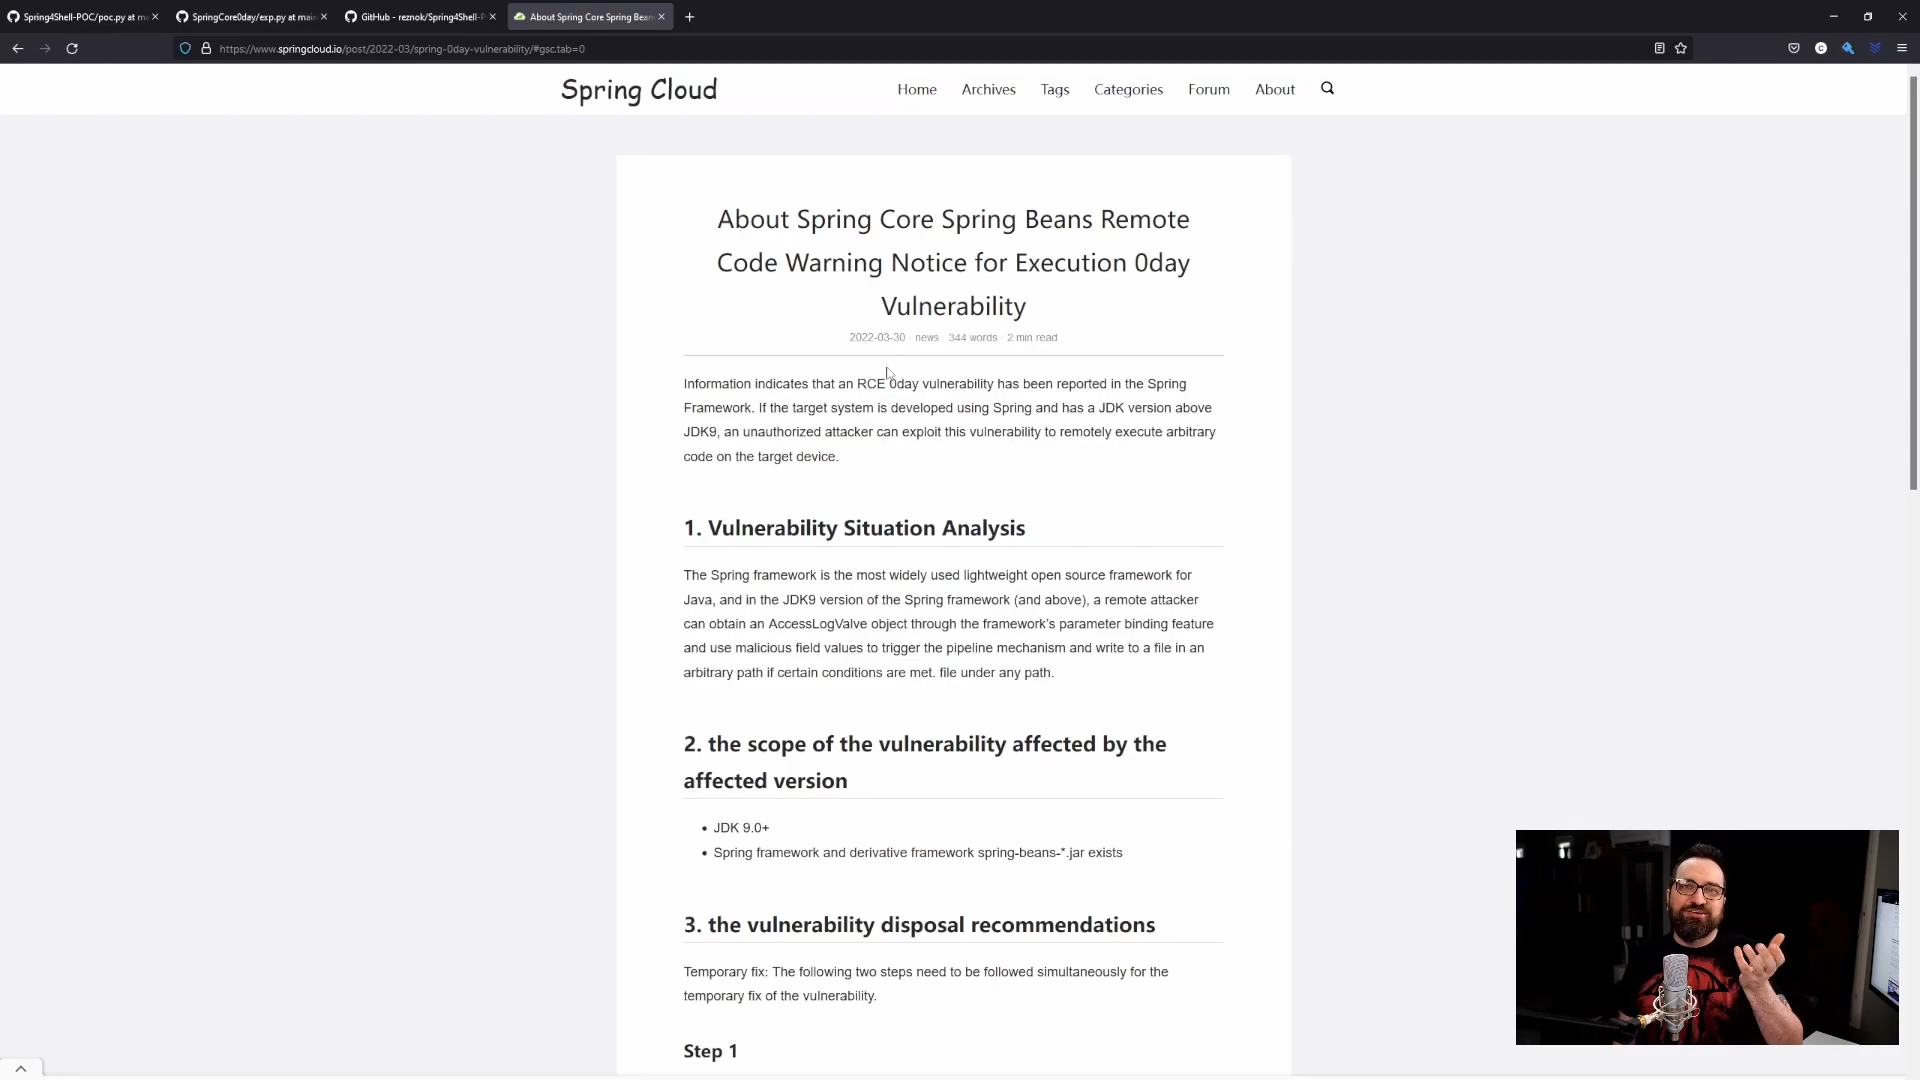 Spring4Shell-POC/poc.py at ma
SpringCore0day/exp.py at main
GitHub - reznok/Spring4Shell-P
About Spring Core Spring Bean
https://www.springcloud.io/post/2022-03/spring-0day-vulnerability/#gsc.tab=0
Spring Cloud
Home
Archives
Tags
Categories
Forum
About
About Spring Core Spring Beans Remote
Code Warning Notice for Execution 0day
Vulnerability
2022-03-30 · news 344 words · 2 min read
Information indicates that an RCE 0day vulnerability has been reported in the Spring
Framework. If the target system is developed using Spring and has a JDK version above
JDK9, an unauthorized attacker can exploit this vulnerability to remotely execute arbitrary
code on the target device.
1. Vulnerability Situation Analysis
The Spring framework is the most widely used lightweight open source framework for
Java, and in the JDK9 version of the Spring framework (and above), a remote attacker
can obtain an AccessLogValve object through the framework's parameter binding feature
and use malicious field values to trigger the pipeline mechanism and write to a file in an
arbitrary path if certain conditions are met. file under any path.
2. the scope of the vulnerability affected by the
affected version
• JDK 9.0+
• Spring framework and derivative framework spring-beans-*.jar exists
3. the vulnerability disposal recommendations
Temporary fix: The following two steps need to be followed simultaneously for the
temporary fix of the vulnerability.
Step 1